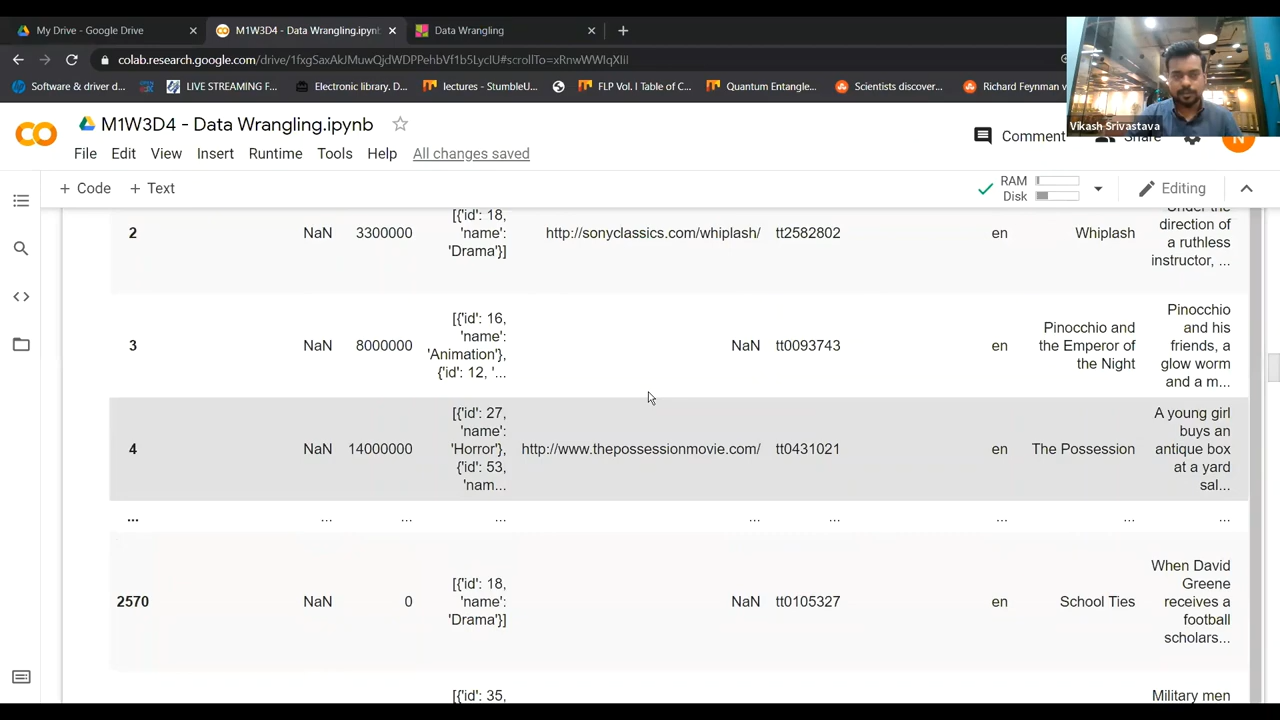 My Drive - Google Drive
M1W3D4 - Data Wrangling.ipynb
Data Wrangling
colab.research.google.com/drive/1fxgSaxAkJMuwQjdWDPPehbVf1b5LycIU#scrollTo=xRnwWWIqXIiI
Software & driver d...
LIVE STREAMING F...
Electronic library. D...
lectures - StumbleU...
FLP Vol. I Table of C...
Quantum Entangle...
Scientists discover...
Richard Feynman v
Vikash Srivastava
M1W3D4 - Data Wrangling.ipynb
Comment
Share
N
File Edit View Insert Runtime Tools Help All changes saved
+ Code + Text
RAM
Disk
Editing
2 NaN 3300000 [{'id': 18, 'name': 'Drama'}] http://sonyclassics.com/whiplash/ tt2582802 en Whiplash Under the direction of a ruthless instructor, ...
3 NaN 8000000 [{'id': 16, 'name': 'Animation'}, {'id': 12, '... NaN tt0093743 en Pinocchio and the Emperor of the Night Pinocchio and his friends, a glow worm and a m...
4 NaN 14000000 [{'id': 27, 'name': 'Horror'}, {'id': 53, 'nam... http://www.thepossessionmovie.com/ tt0431021 en The Possession A young girl buys an antique box at a yard sal...
... ... ... ... ... ... ... ... ...
2570 NaN 0 [{'id': 18, 'name': 'Drama'}] NaN tt0105327 en School Ties When David Greene receives a football scholars...
[{'id': 35, Military men